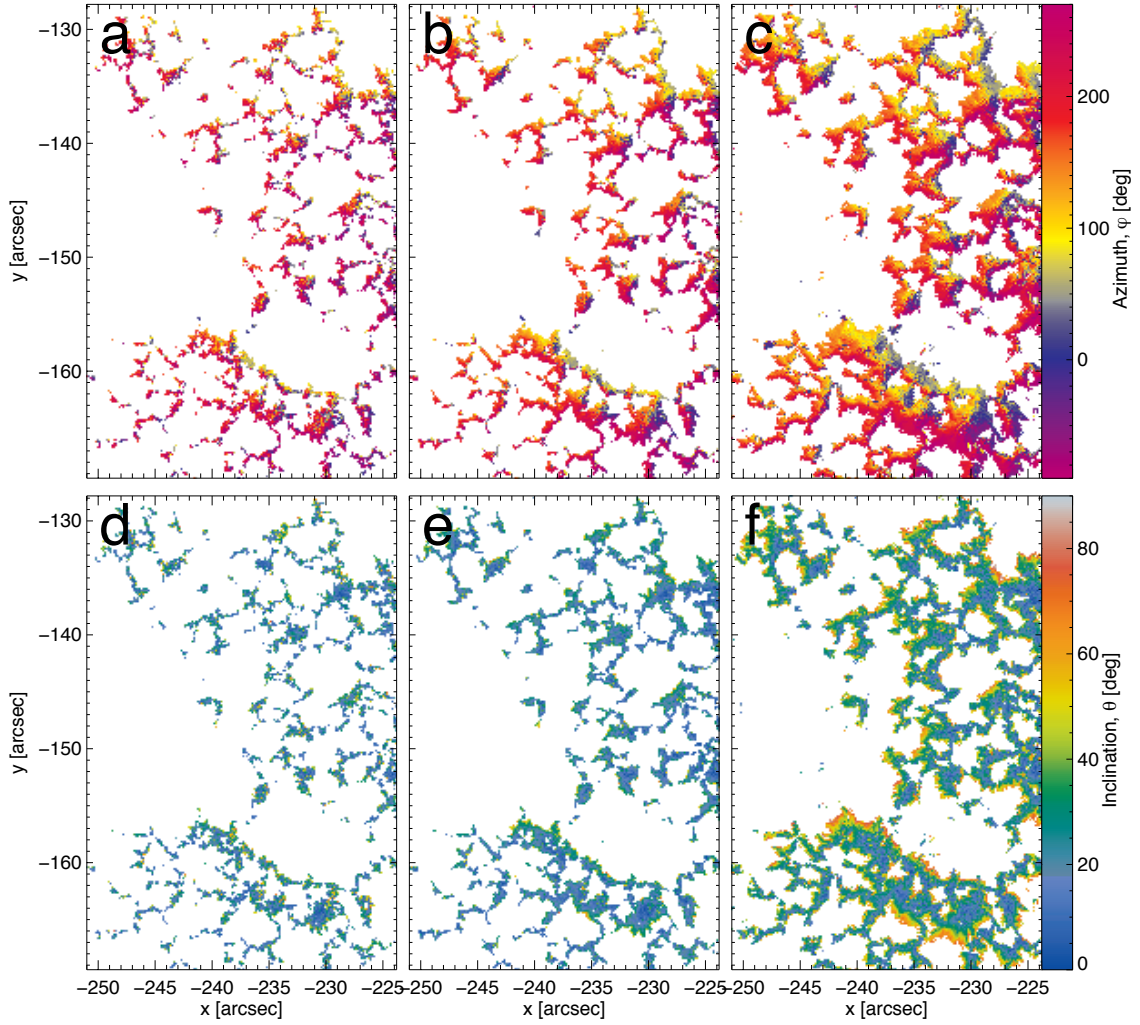 a
b
c
−130
−140
−150
−160
y [arcsec]
200
100
0
Azimuth, φ [deg]
d
e
f
−130
−140
−150
−160
y [arcsec]
80
60
40
20
0
Inclination, θ [deg]
−250 −245 −240 −235 −230 −225
−250 −245 −240 −235 −230 −225
−250 −245 −240 −235 −230 −225
x [arcsec]
x [arcsec]
x [arcsec]